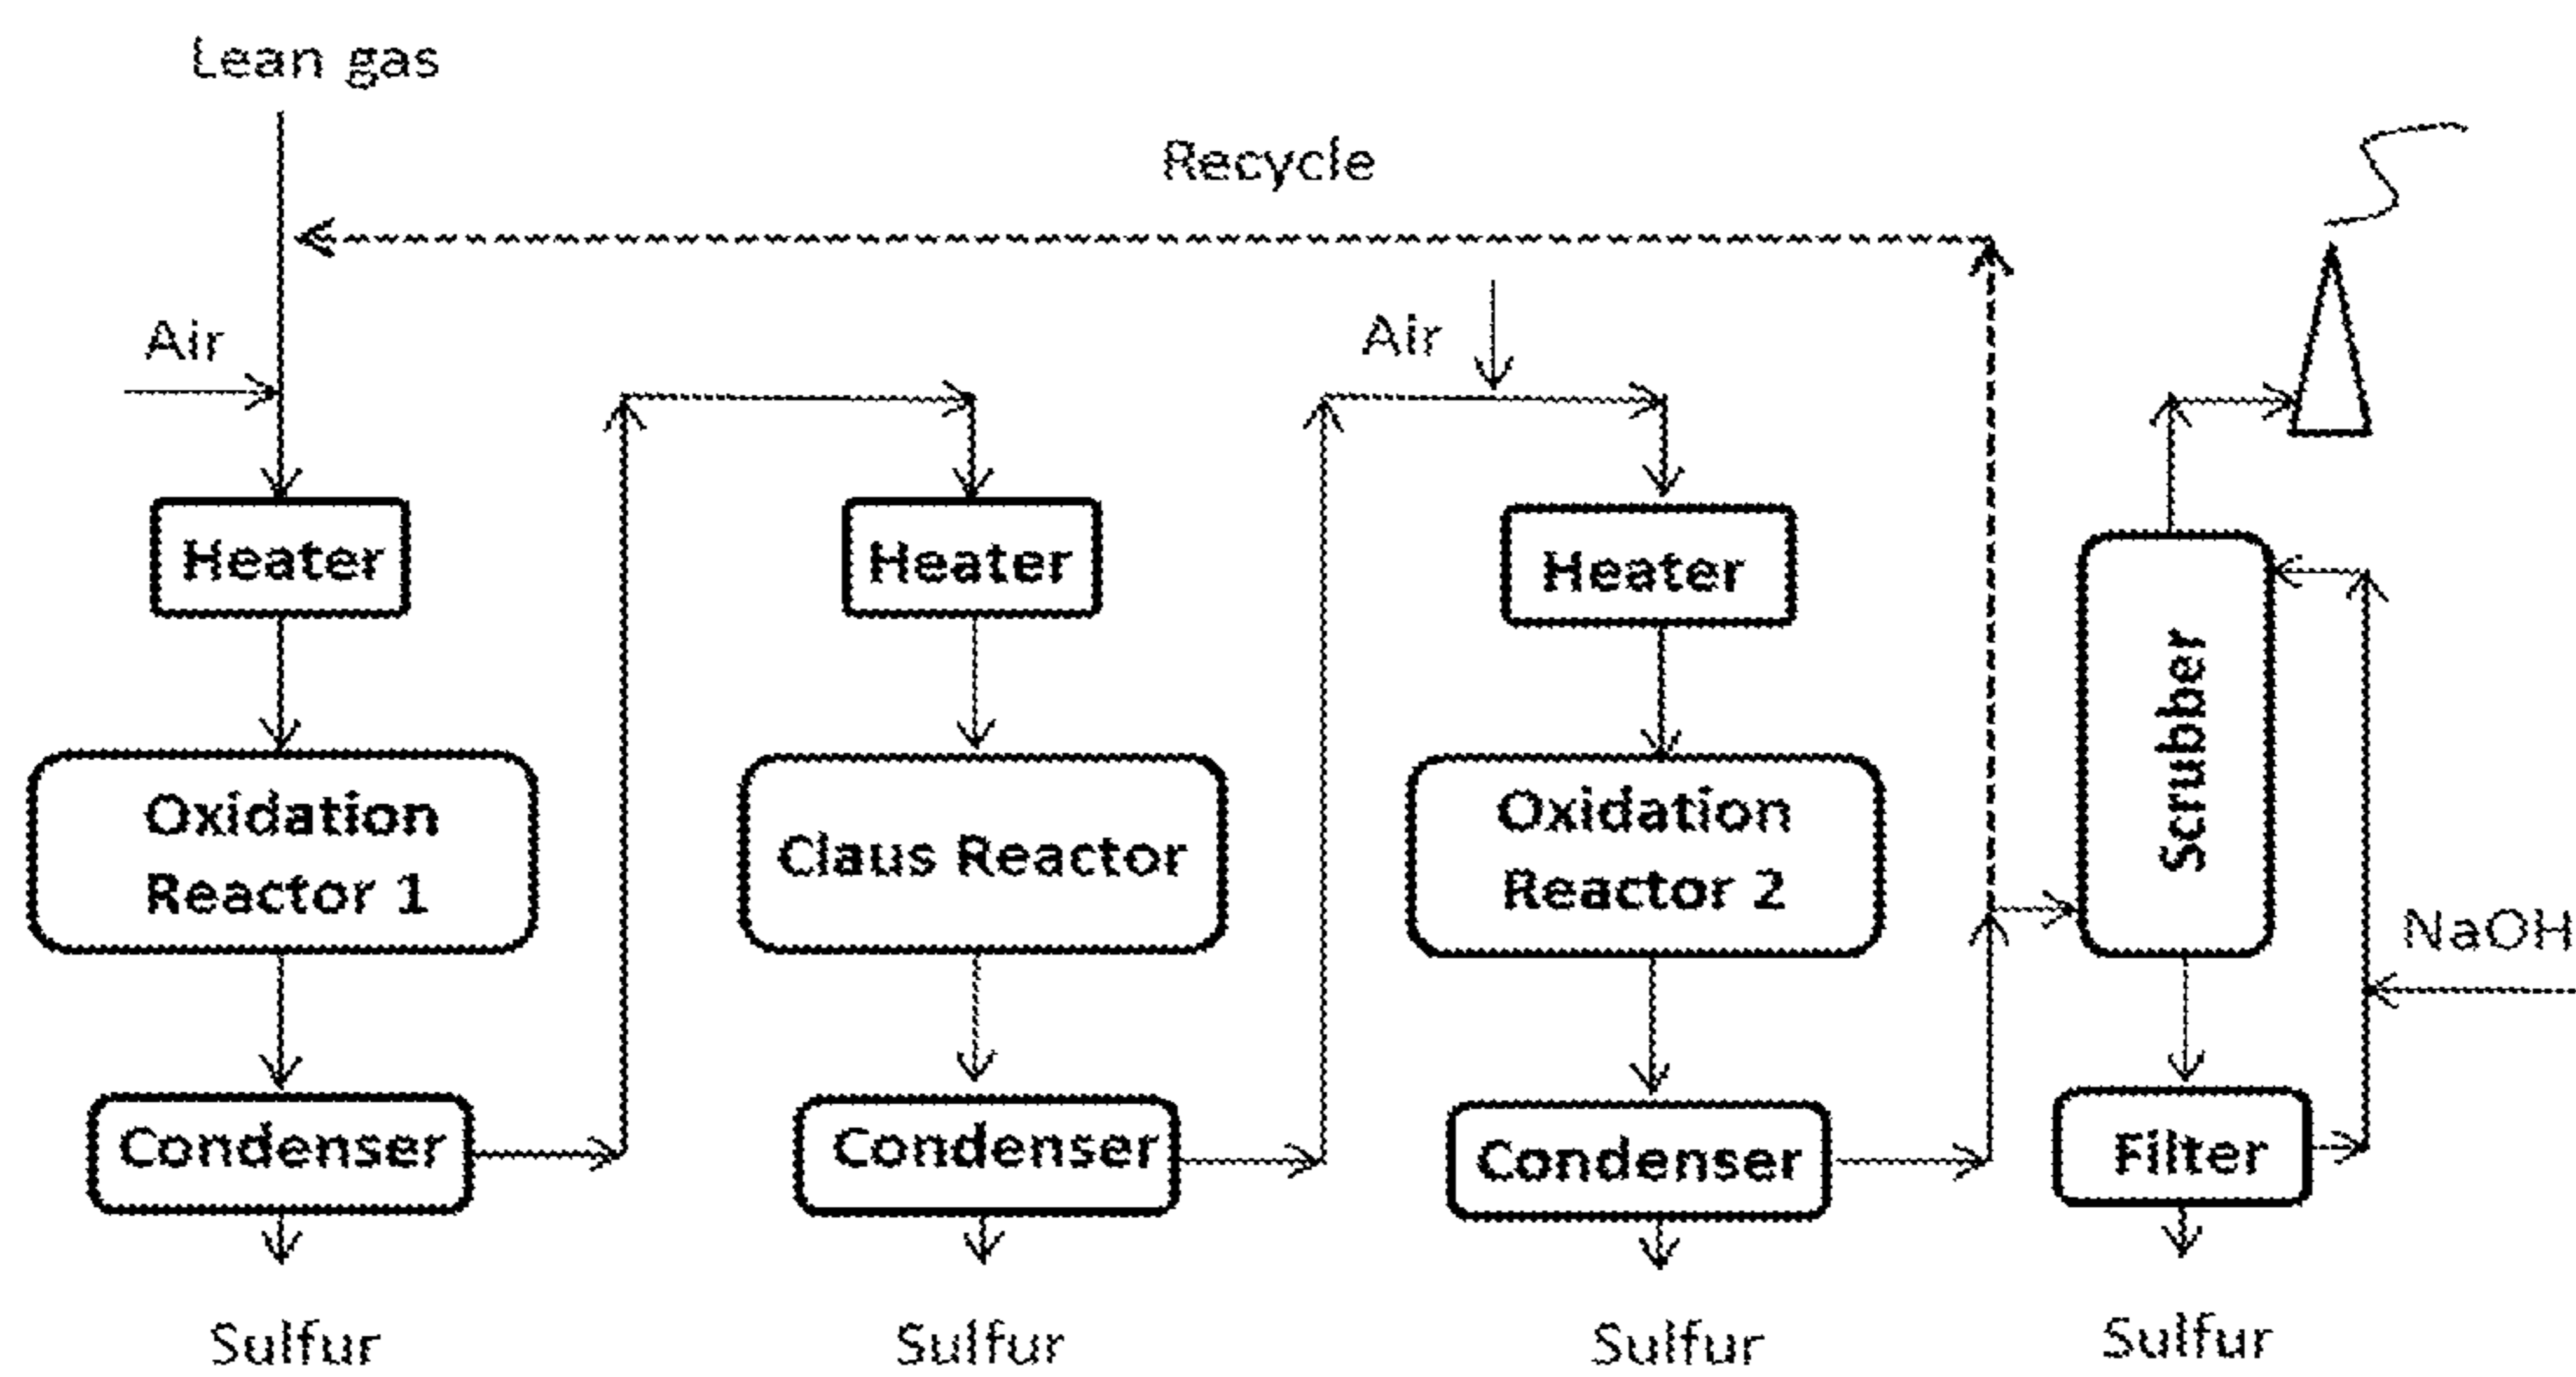 Lean gas
Recycle
Air
Air
Heater
Heater
Heater
Oxidation
Reactor 1
Claus Reactor
Oxidation
Reactor 2
Scrubber
NaOH
Condenser
Condenser
Condenser
Filter
Sulfur
Sulfur
Sulfur
Sulfur